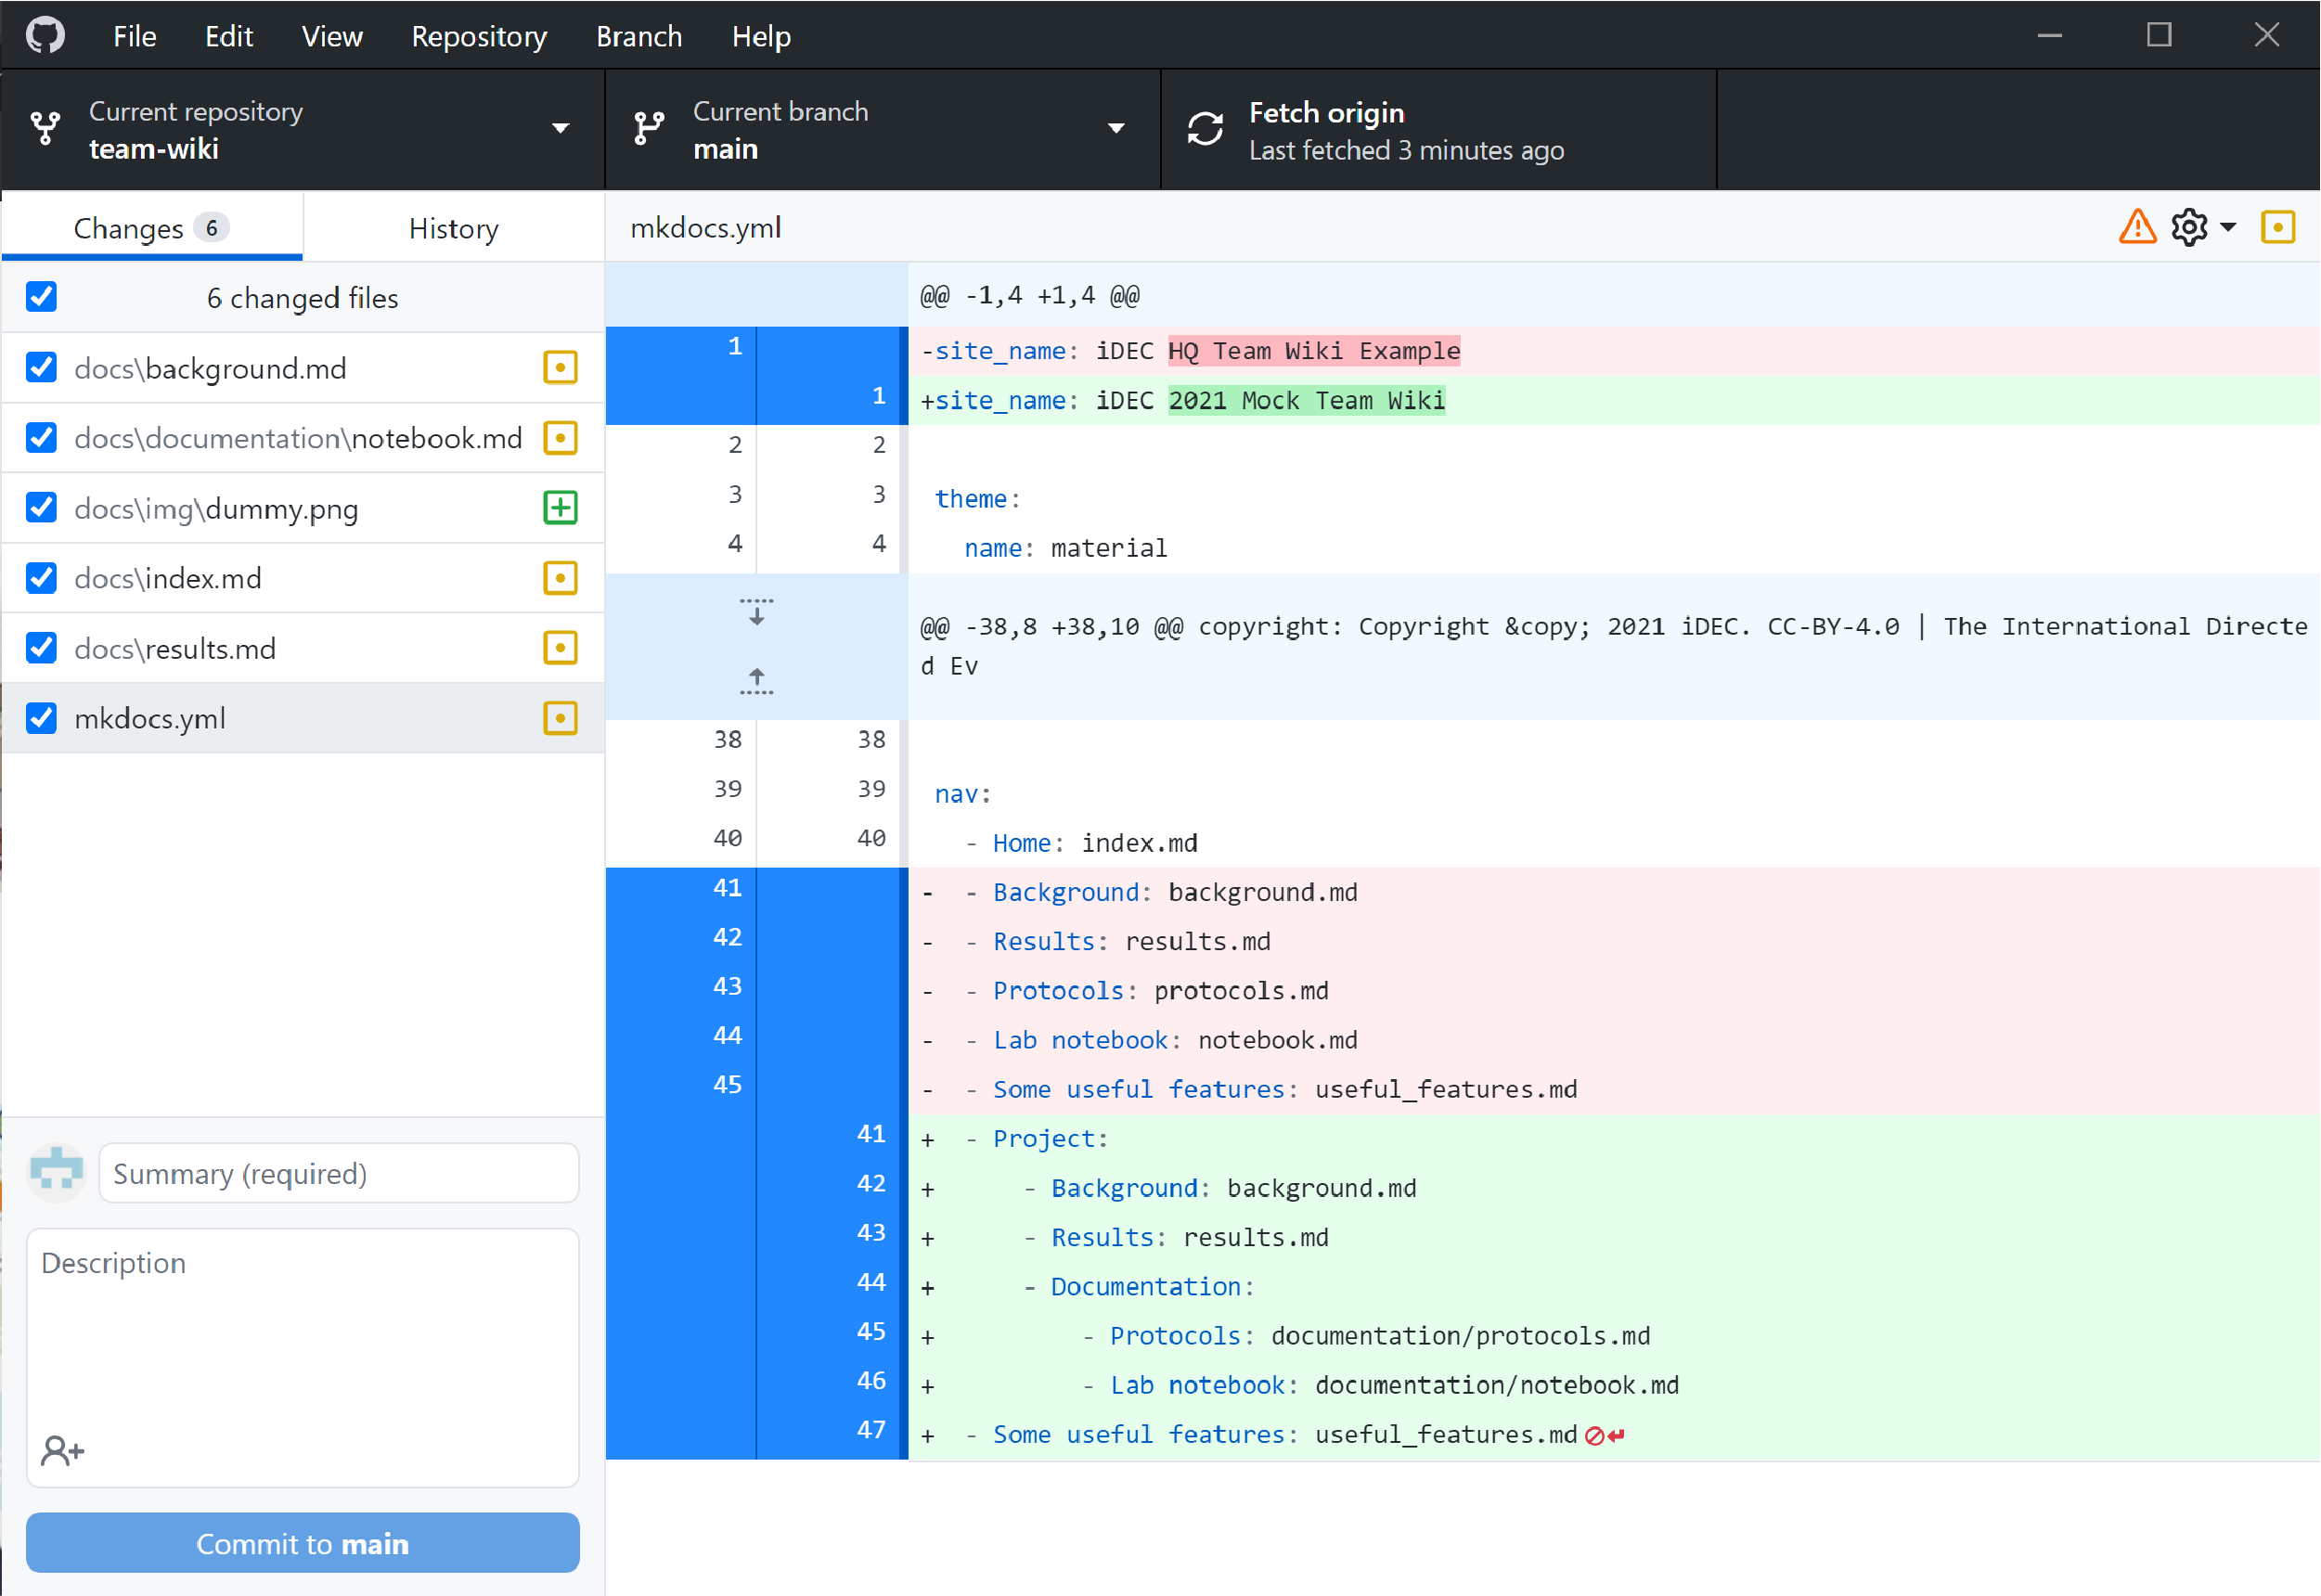 File Edit View Repository Branch Help
Current repository
team-wiki
Current branch
main
Fetch origin
Last fetched 3 minutes ago
Changes 6
History
6 changed files
docs\background.md
docs\documentation\notebook.md
docs\img\dummy.png
docs\index.md
docs\results.md
mkdocs.yml
Summary (required)
Description
Commit to main
mkdocs.yml
@@ -1,4 +1,4 @@
1 -site_name: iDEC HQ Team Wiki Example
1 +site_name: iDEC 2021 Mock Team Wiki
2 2
3 3 theme:
4 4 name: material
@@ -38,8 +38,10 @@ copyright: Copyright &copy; 2021 iDEC. CC-BY-4.0 | The International Directe
d Ev
38 38
39 39 nav:
40 40 - Home: index.md
41 - - Background: background.md
42 - - Results: results.md
43 - - Protocols: protocols.md
44 - - Lab notebook: notebook.md
45 - - Some useful features: useful_features.md
41 + - Project:
42 + - Background: background.md
43 + - Results: results.md
44 + - Documentation:
45 + - Protocols: documentation/protocols.md
46 + - Lab notebook: documentation/notebook.md
47 + - Some useful features: useful_features.md